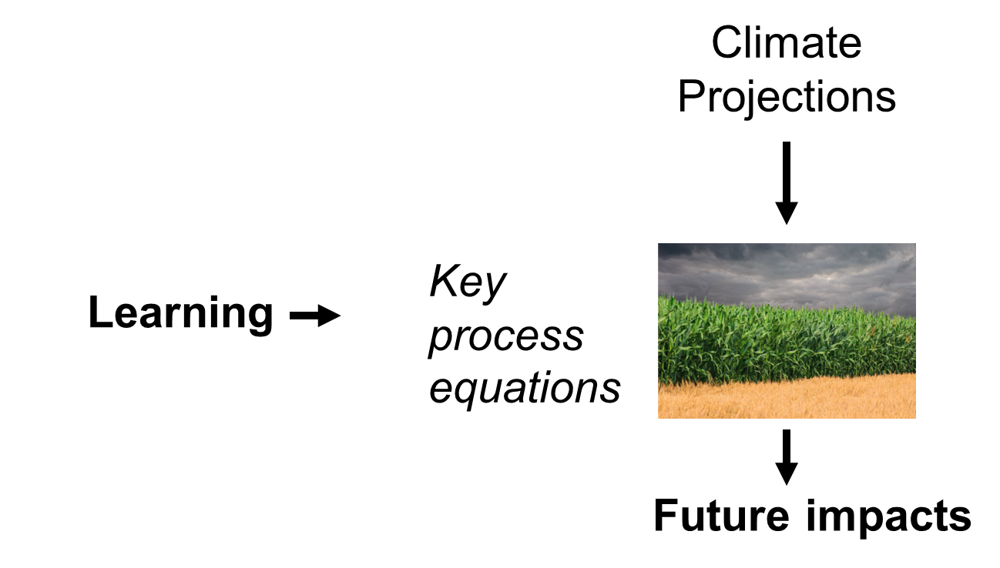 Climate
Projections
Learning
Key
process
equations
Future impacts